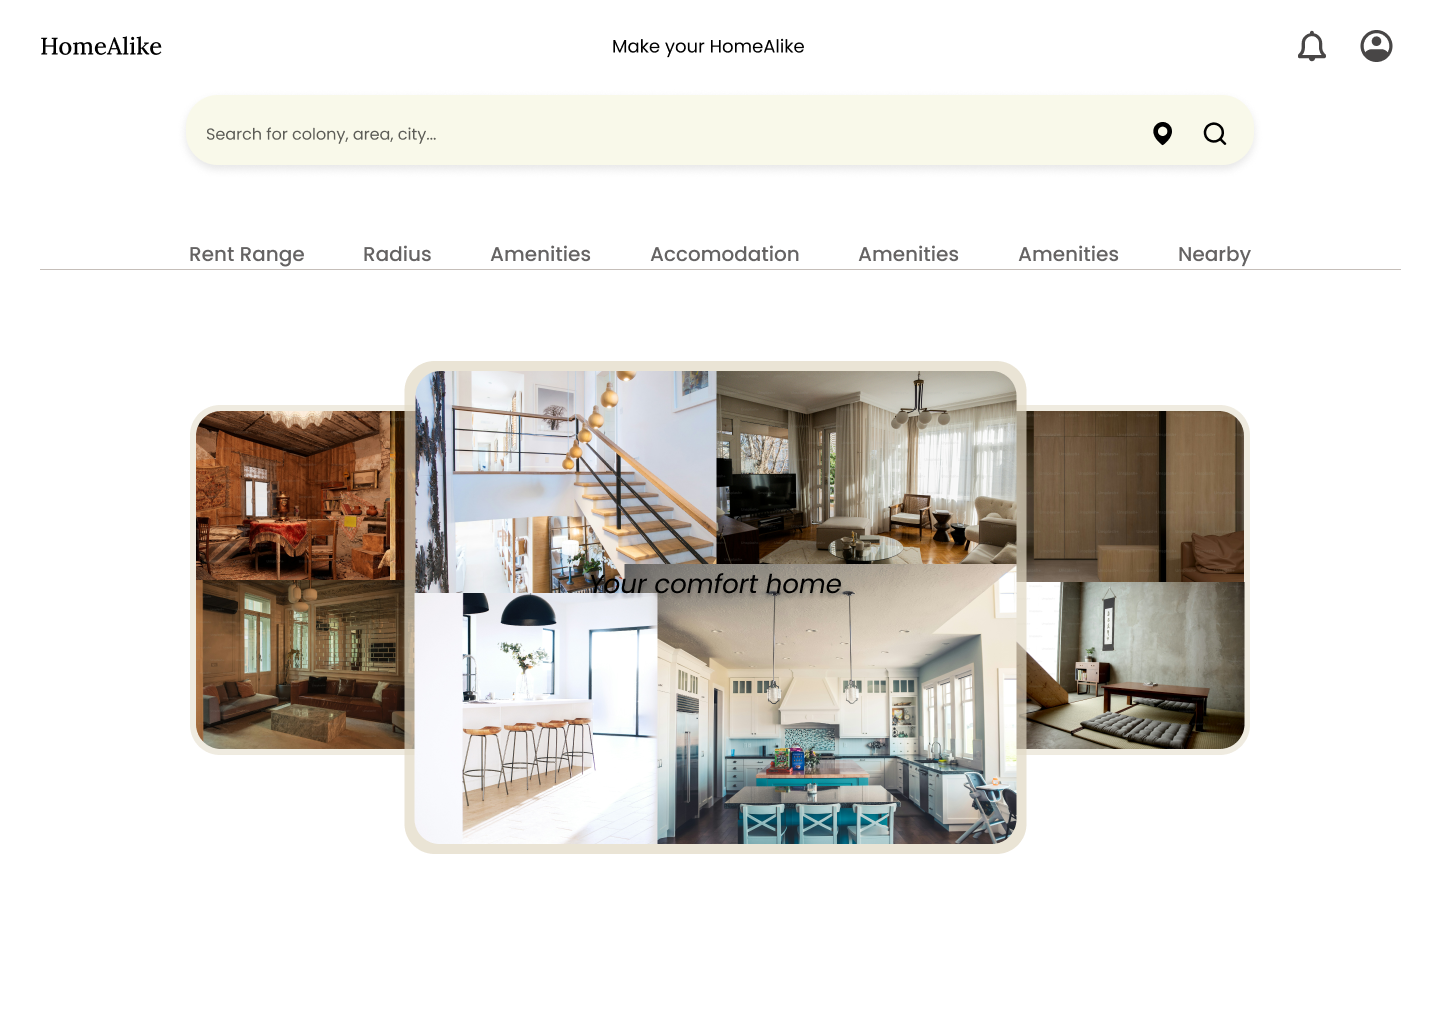 HomeAlike
Make your HomeAlike
Search for colony, area, city...
Rent Range
Radius
Amenities
Accomodation
Amenities
Amenities
Nearby
Your comfort home